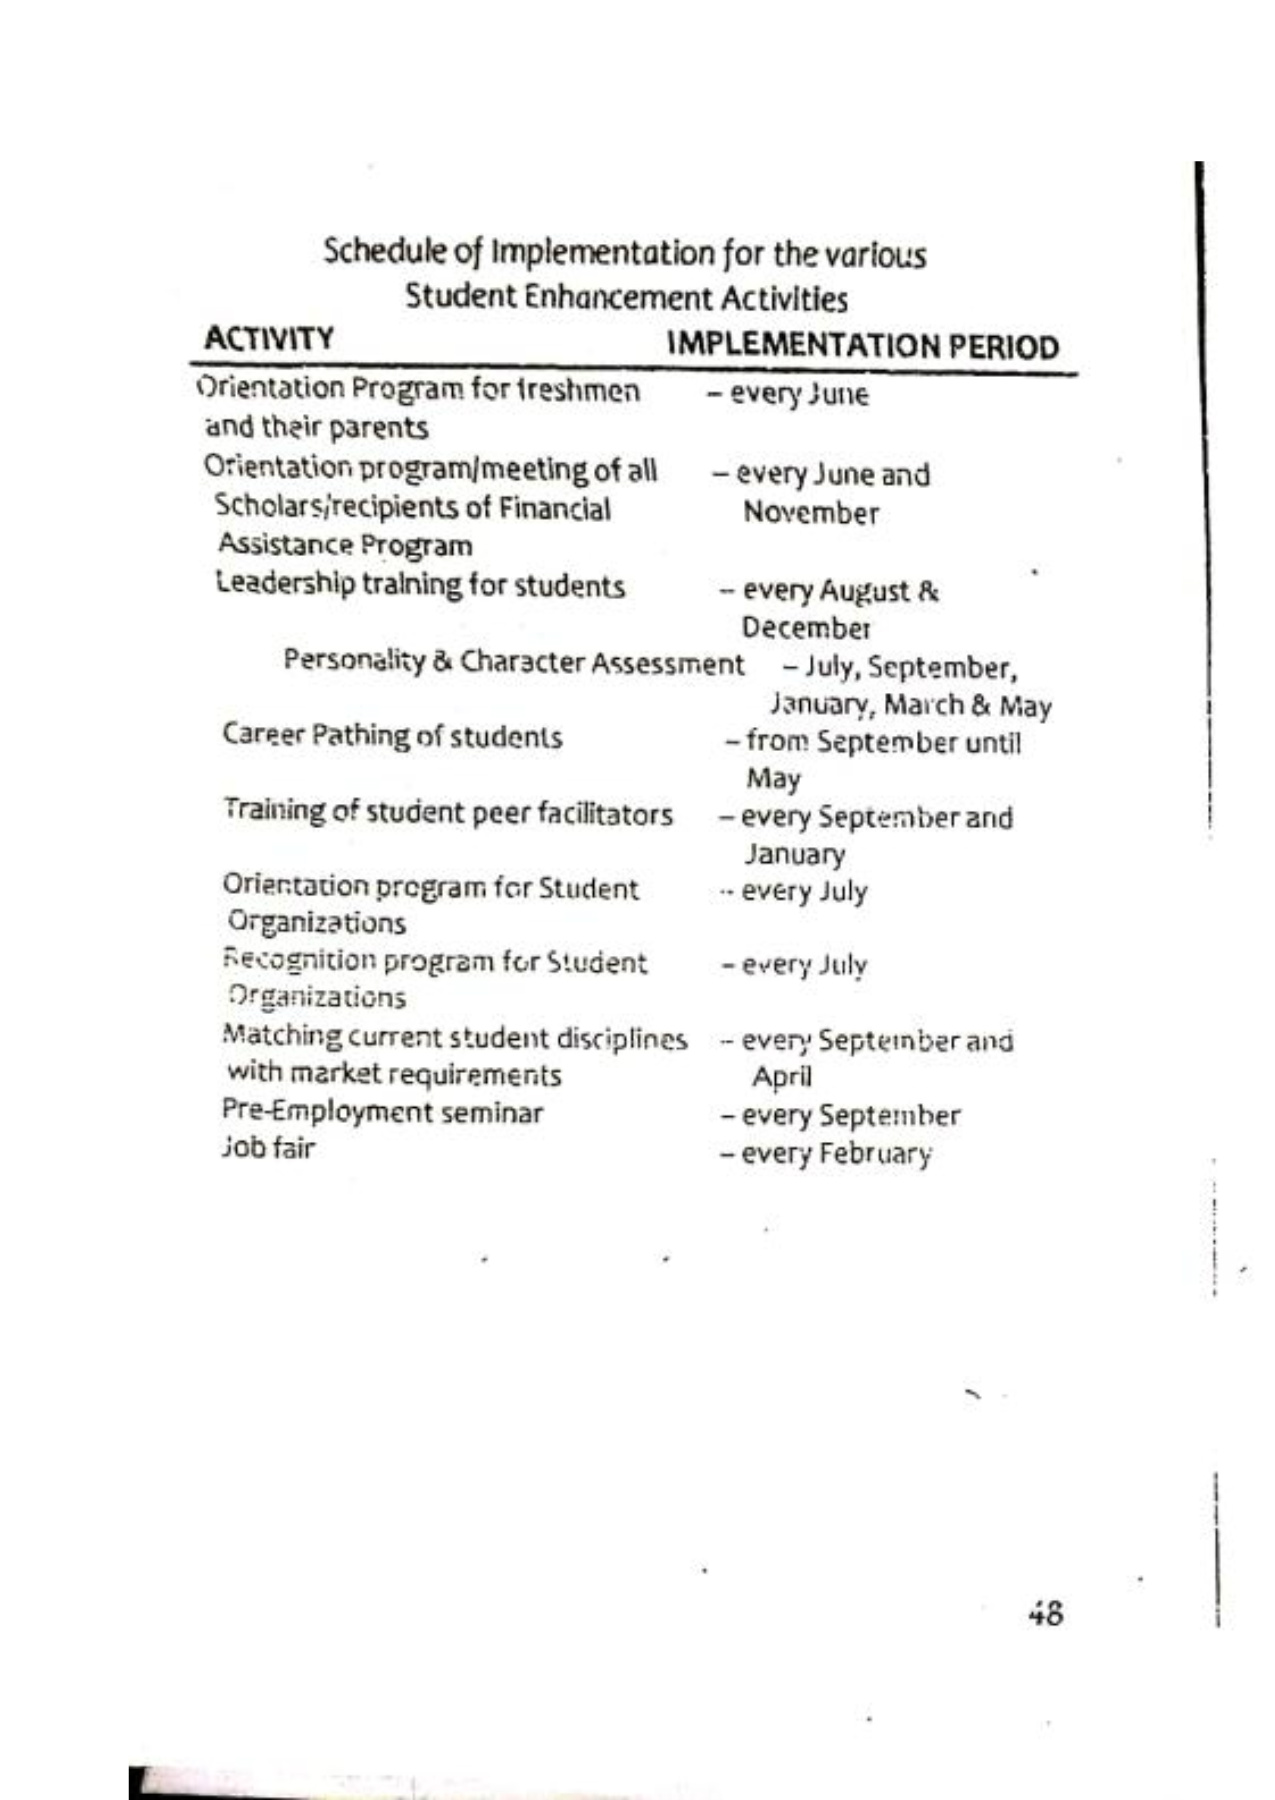 Schedule of Implementation for the various
Student Enhancement Activities
ACTIVITY IMPLEMENTATION PERIOD
Orientation Program for freshmen – every June
and their parents
Orientation program/meeting of all – every June and
Scholars/recipients of Financial November
Assistance Program
Leadership training for students – every August &
December
Personality & Character Assessment – July, September,
January, March & May
Career Pathing of students – from September until
May
Training of student peer facilitators – every September and
January
Orientation program for Student – every July
Organizations
Recognition program for Student – every July
Organizations
Matching current student disciplines – every September and
with market requirements April
Pre-Employment seminar – every September
Job fair – every February
48